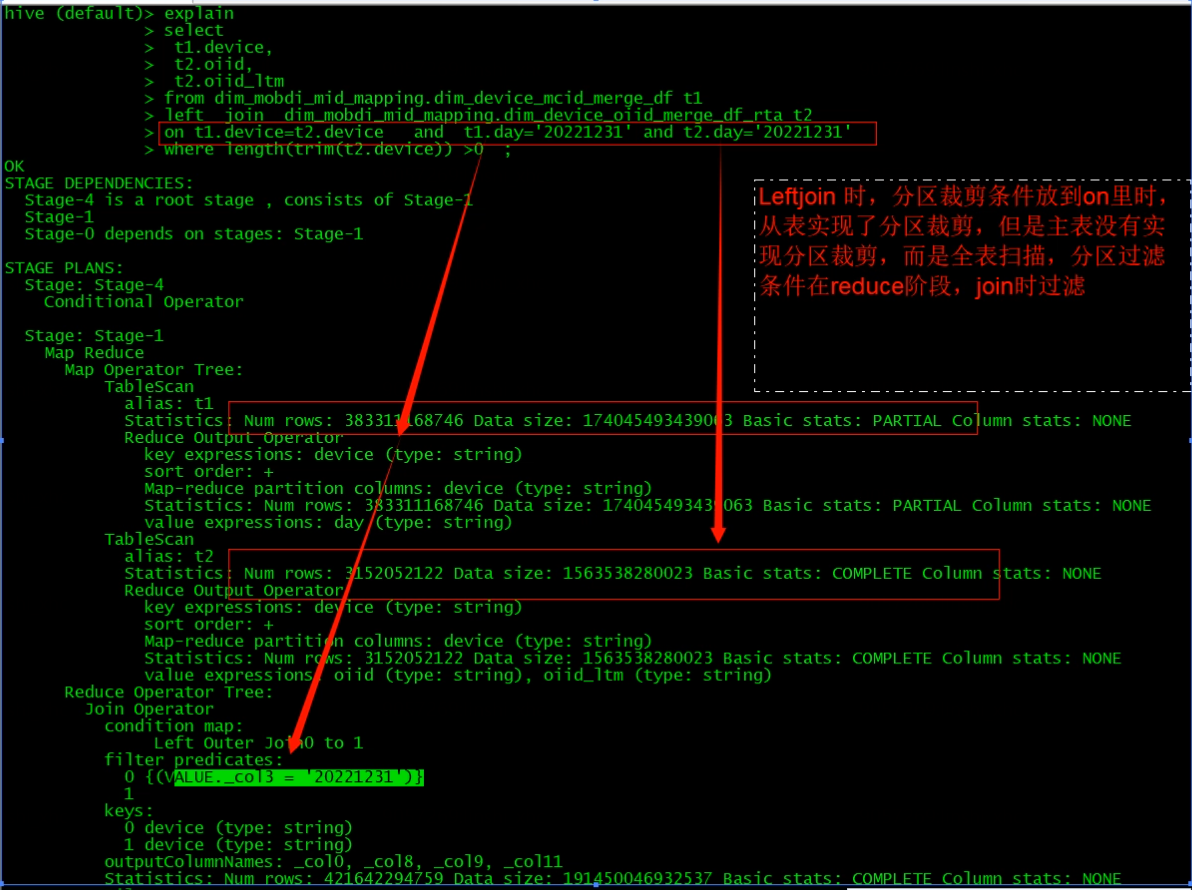 hive (default)> explain
> select
> t1.device,
> t2.oiid,
> t2.oiid_ltm
> from dim_mobdi_mid_mapping.dim_device_mcid_merge_df t1
> left join dim_mobdi_mid_mapping.dim_device_oiid_merge_df_rta t2
> on t1.device=t2.device and t1.day='20221231' and t2.day='20221231'
> where length(trim(t2.device)) >0 ;
OK
STAGE DEPENDENCIES:
Stage-4 is a root stage , consists of Stage-1
Stage-1
Stage-0 depends on stages: Stage-1
Leftjoin 时，分区裁剪条件放到on里时，
从表实现了分区裁剪，但是主表没有实
现分区裁剪，而是全表扫描，分区过滤
条件在reduce阶段，join时过滤
STAGE PLANS:
Stage: Stage-4
Conditional Operator
Stage: Stage-1
Map Reduce
Map Operator Tree:
TableScan
alias: t1
Statistics: Num rows: 383311168746 Data size: 174045493439063 Basic stats: PARTIAL Column stats: NONE
Reduce Output Operator
key expressions: device (type: string)
sort order: +
Map-reduce partition columns: device (type: string)
Statistics: Num rows: 383311168746 Data size: 174045493439063 Basic stats: PARTIAL Column stats: NONE
value expressions: day (type: string)
TableScan
alias: t2
Statistics: Num rows: 3152052122 Data size: 1563538280023 Basic stats: COMPLETE Column stats: NONE
Reduce Output Operator
key expressions: device (type: string)
sort order: +
Map-reduce partition columns: device (type: string)
Statistics: Num rows: 3152052122 Data size: 1563538280023 Basic stats: COMPLETE Column stats: NONE
value expressions: oiid (type: string), oiid_ltm (type: string)
Reduce Operator Tree:
Join Operator
condition map:
Left Outer Join0 to 1
filter predicates:
0 {(VALUE._col3 = '20221231')}
1
keys:
0 device (type: string)
1 device (type: string)
outputColumnNames: _col0, _col8, _col9, _col11
Statistics: Num rows: 421642294759 Data size: 191450046932537 Basic stats: COMPLETE Column stats: NONE